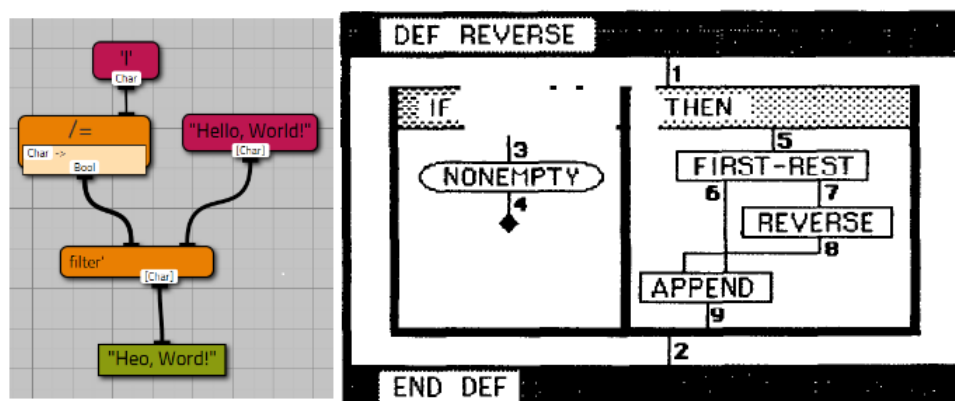 'l'
Char
/=
Char ->
Bool
"Hello, World!"
[Char]
filter'
[Char]
"Heo, Word!"
DEF REVERSE
1
IF
THEN
3
NONEMPTY
4
5
FIRST-REST
6
7
REVERSE
8
APPEND
9
2
END DEF